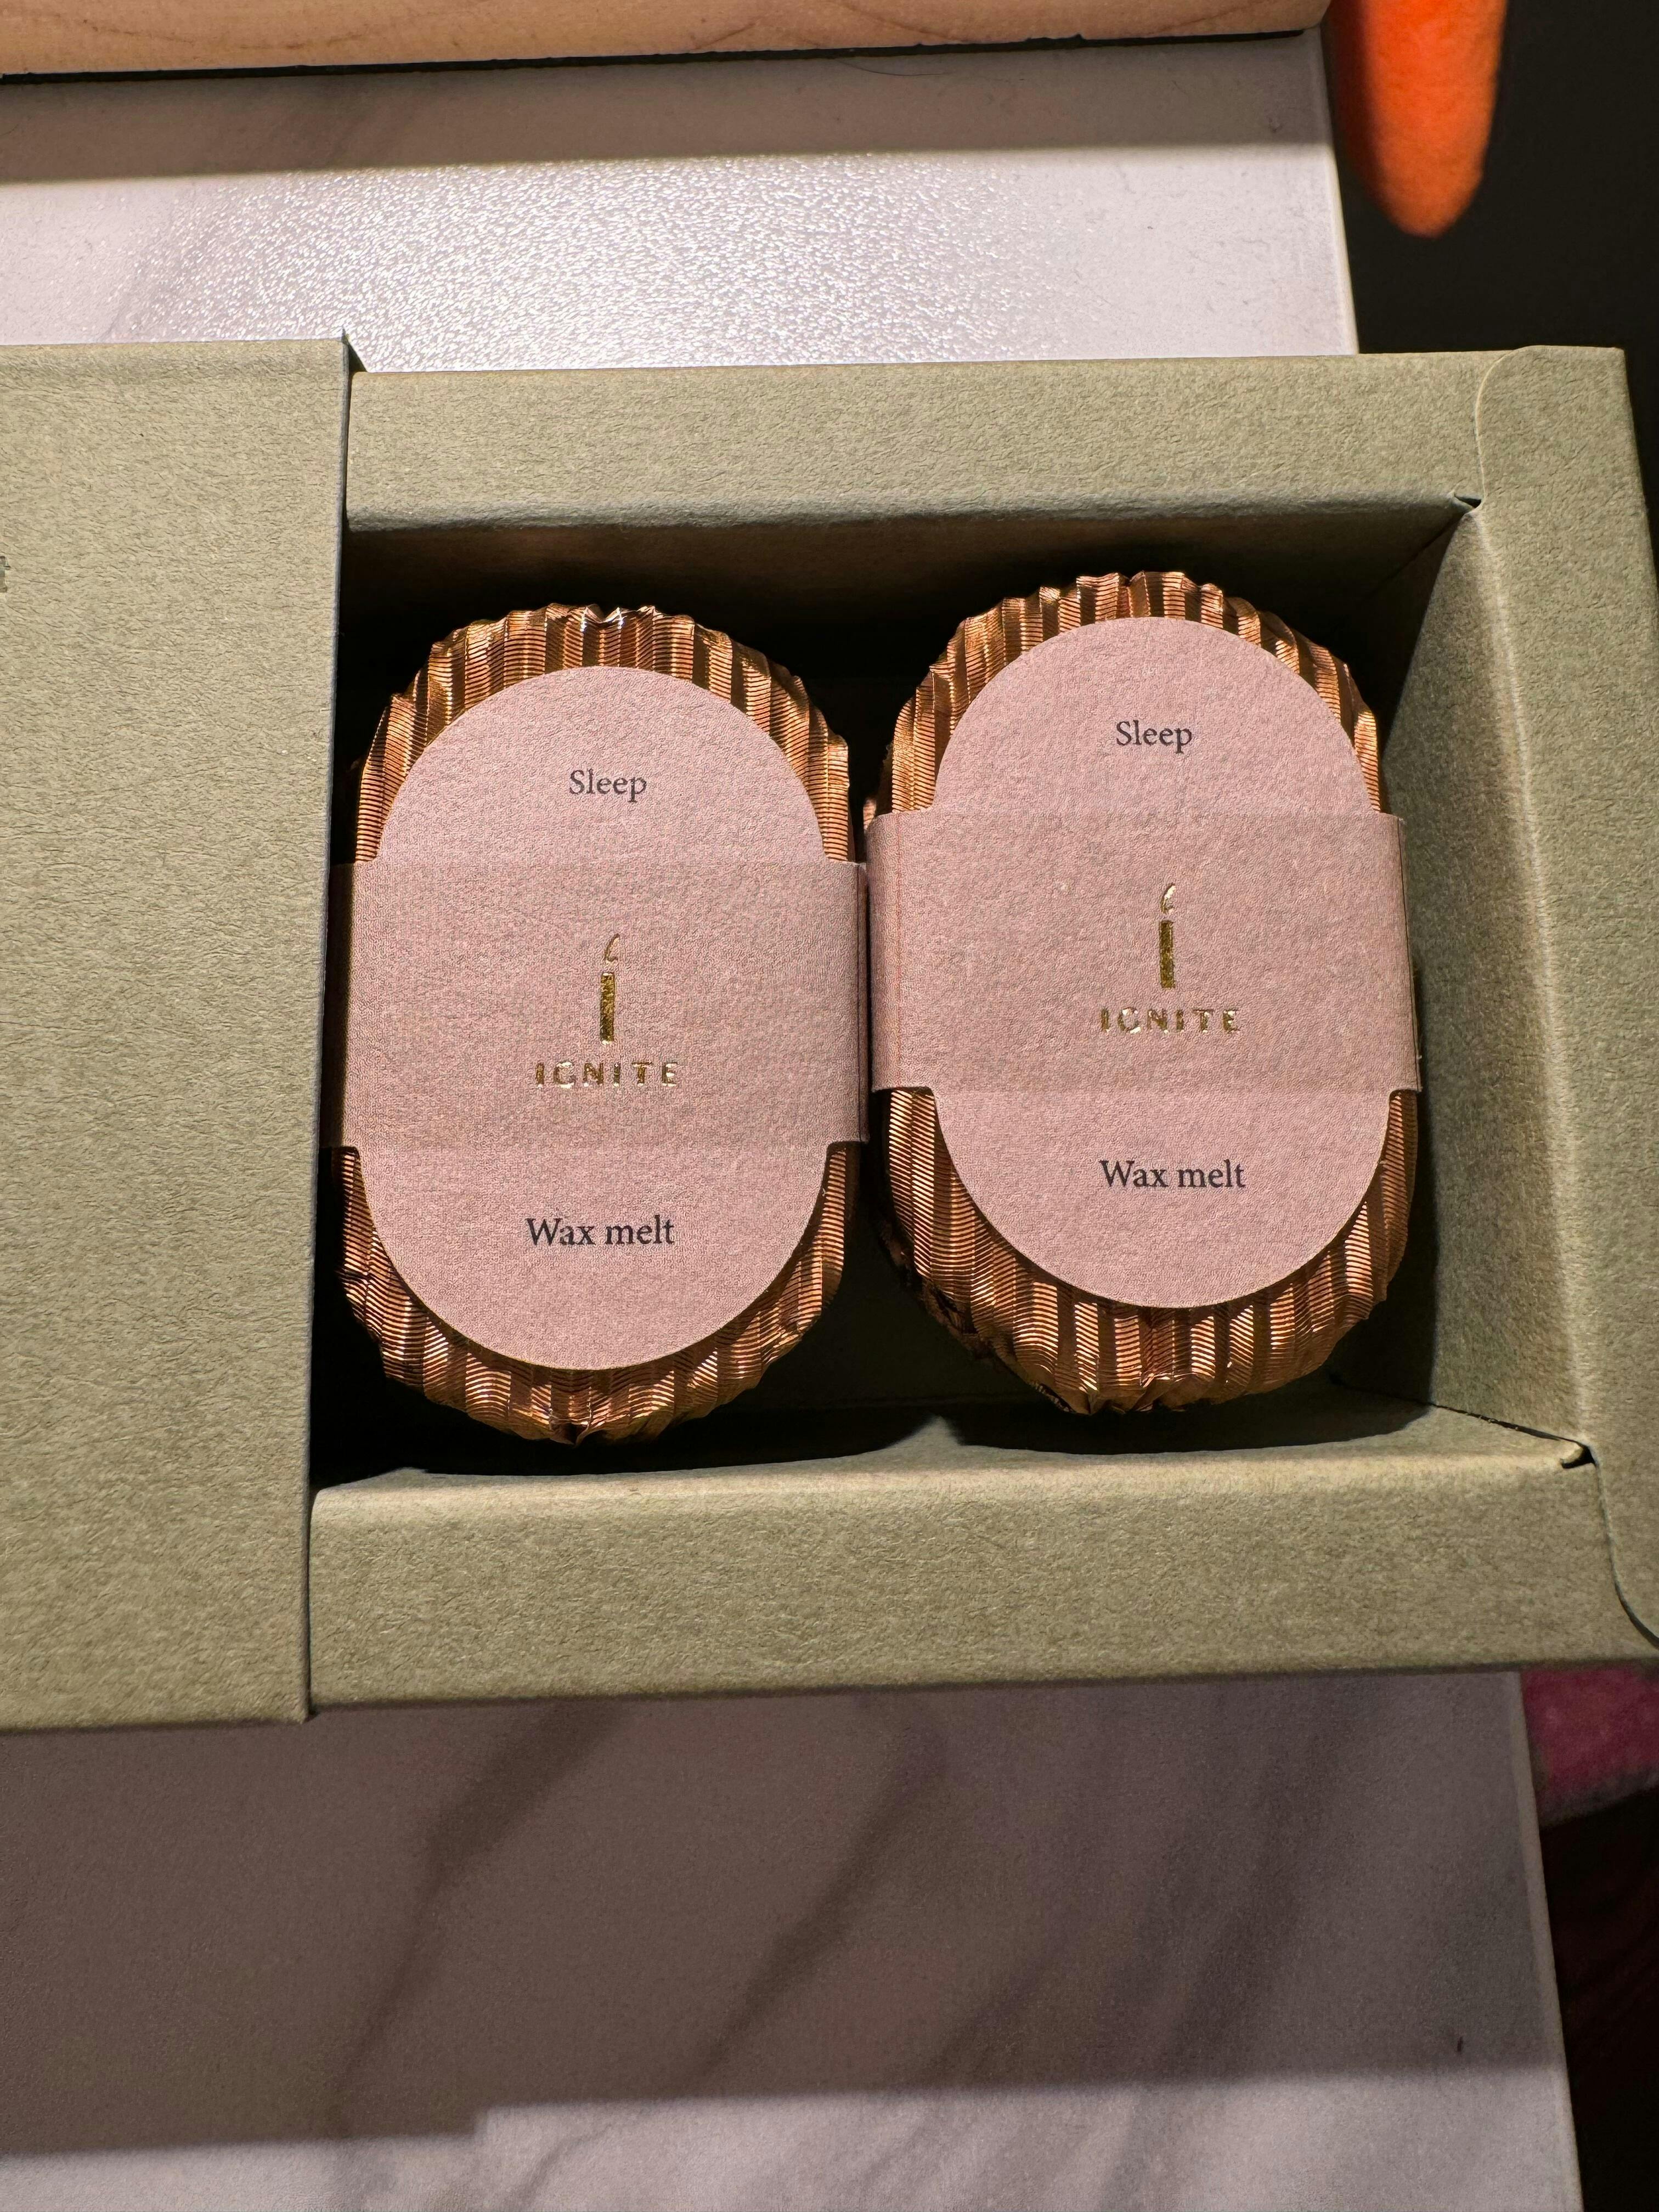 Sleep
IGNITE
Wax melt
Sleep
IGNITE
Wax melt